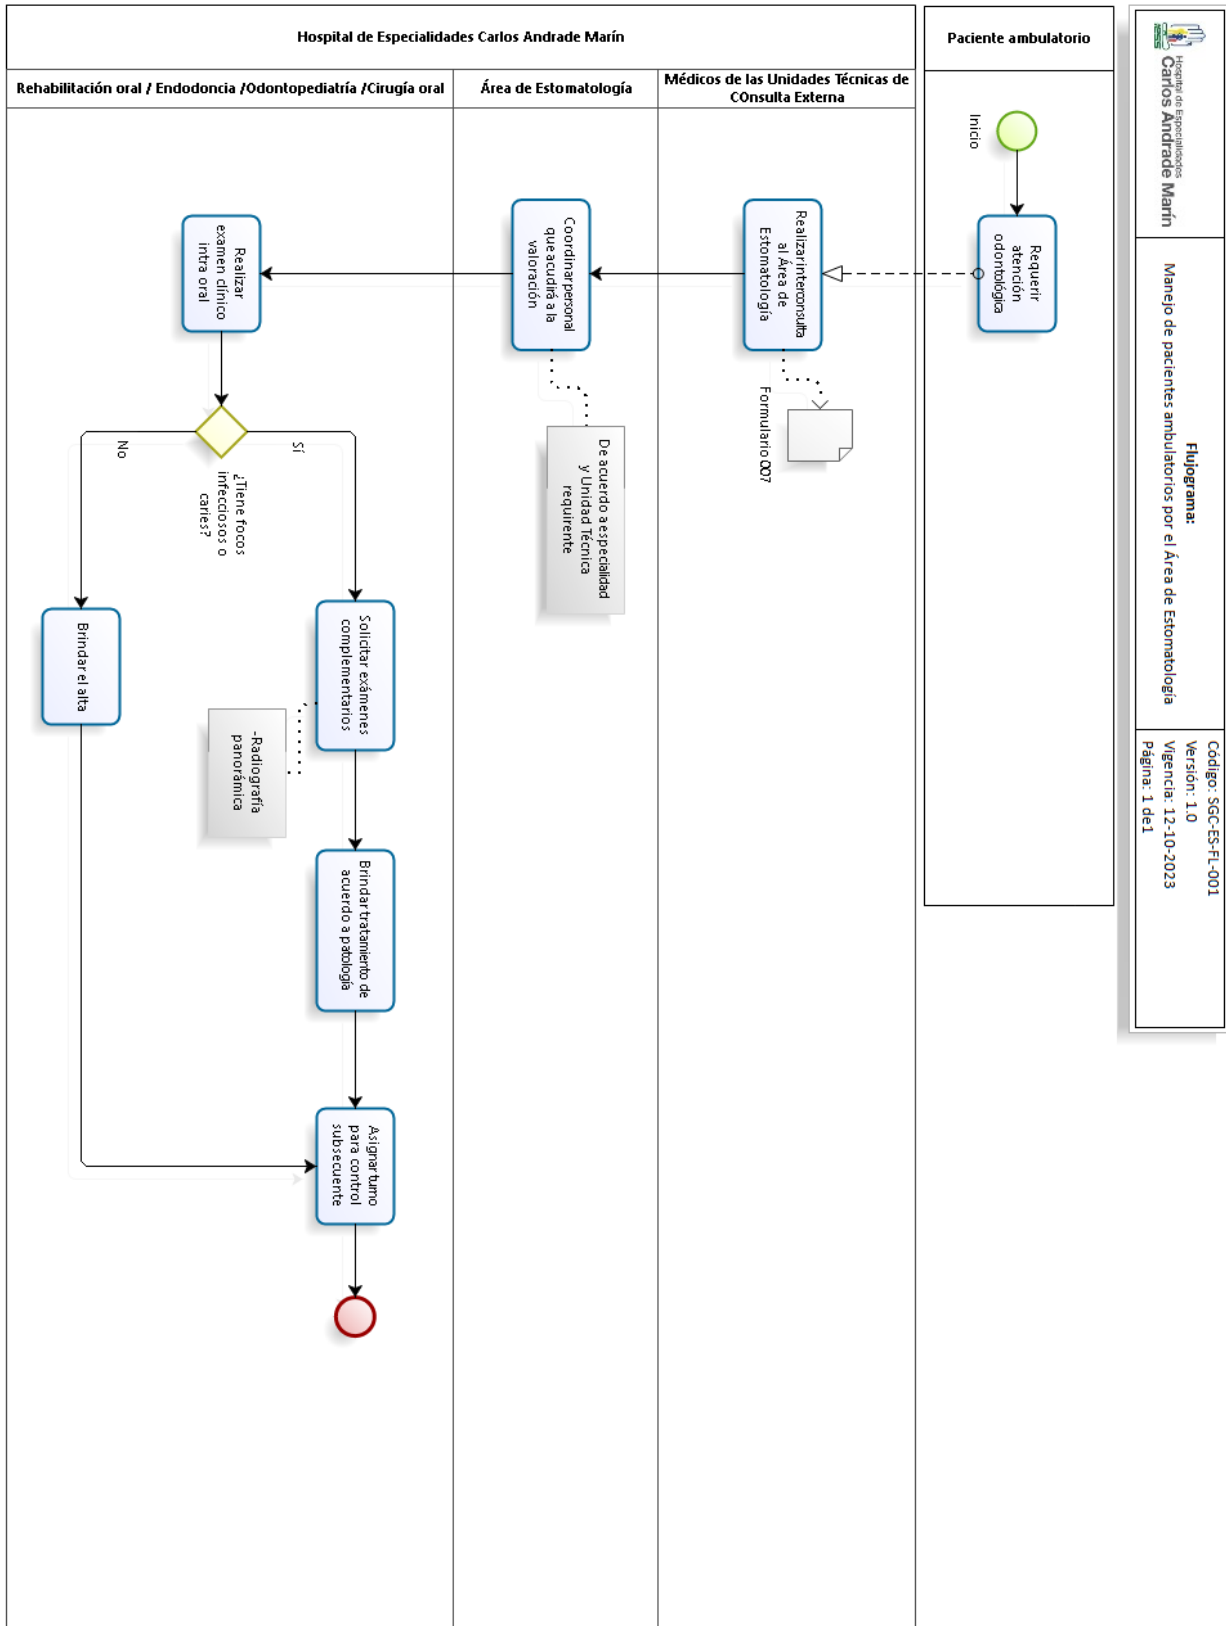 Hospital de Especialidades
Carlos Andrade Marín
Flujograma:
Manejo de pacientes ambulatorios por el Área de Estomatología
Código: SGC-ES-FL-001
Versión: 1.0
Vigencia: 12-10-2023
Página: 1 de1
Paciente ambulatorio
Inicio
Requerir
atención
odontológica
Hospital de Especialidades Carlos Andrade Marín
Médicos de las Unidades Técnicas de
COnsulta Externa
Realizar interconsulta
al Área de
Estomatología
Formulario 007
Área de Estomatología
Coordinar personal
que acudirá a la
valoración
De acuerdo a especialidad
y Unidad Técnica
requirente
Rehabilitación oral / Endodoncia /Odontopediatría /Cirugía oral
Realizar
examen clínico
intra oral
¿Tiene focos
infecciosos o
caries?
Sí
No
Solicitar exámenes
complementarios
-Radiografía
panorámica
Brindar tratamiento de
acuerdo a patología
Brindar el alta
Asignar turno
para control
subsecuente